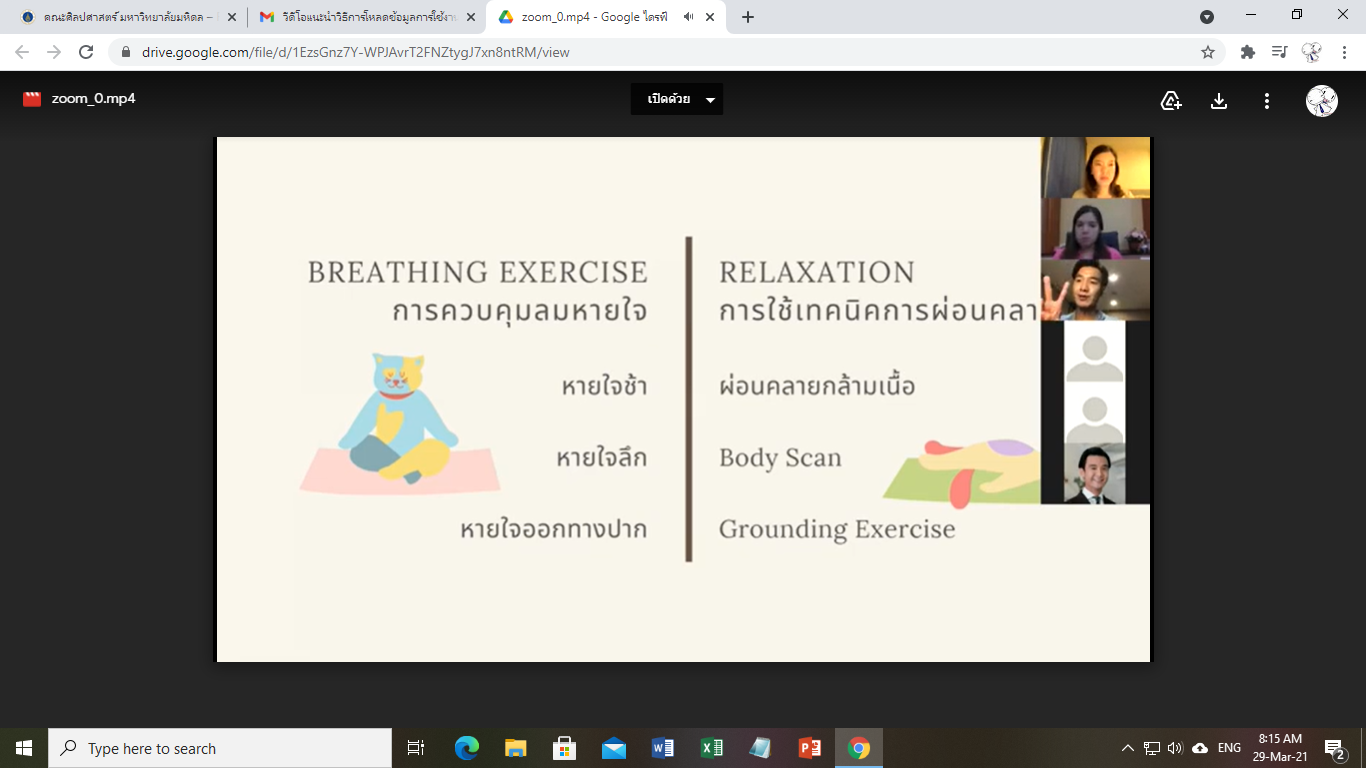 คณะศิลปศาสตร์ มหาวิทยาลัยมหิดล –
วิดีโอแนะนำวิธีการโหลดข้อมูลการใช้งาน
zoom_0.mp4 - Google ไดรฟ์
drive.google.com/file/d/1EzsGnz7Y-WPJAvrT2FNZtygJ7xn8ntRM/view
zoom_0.mp4
เปิดด้วย
BREATHING EXERCISE
การควบคุมลมหายใจ
หายใจช้า
หายใจลึก
หายใจออกทางปาก
RELAXATION
การใช้เทคนิคการผ่อนคลา
ผ่อนคลายกล้ามเนื้อ
Body Scan
Grounding Exercise
Type here to search
ENG
8:15 AM
29-Mar-21
2